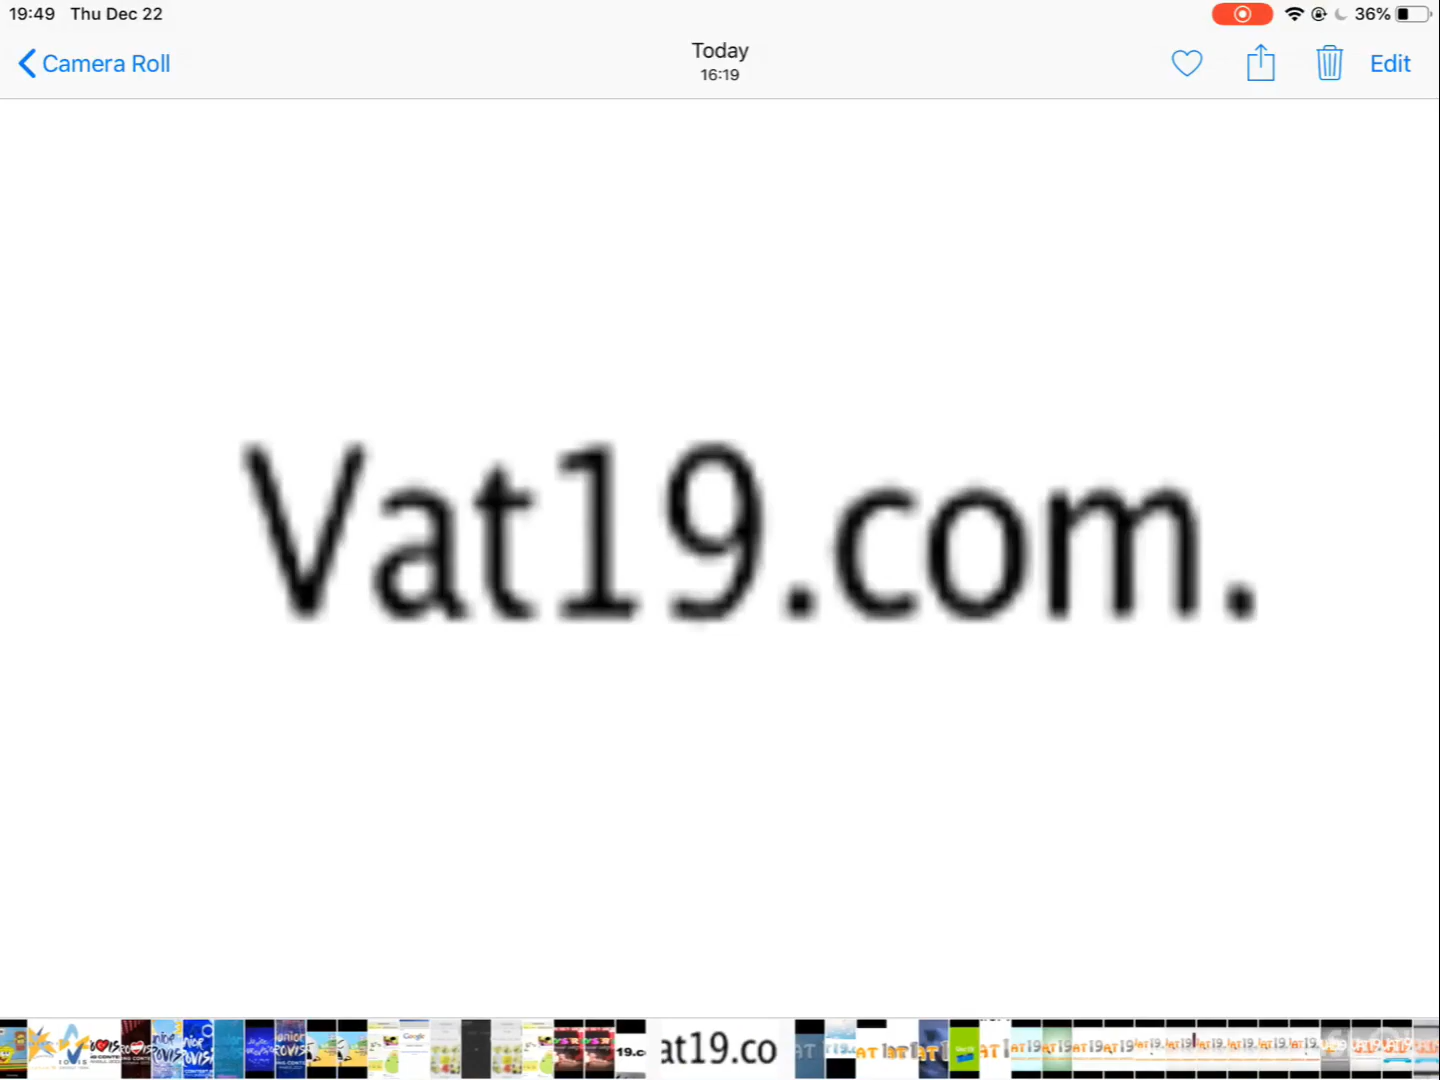 19:49 Thu Dec 22
36%
Camera Roll
Today
16:19
Edit
Vat19.com.
at19.co